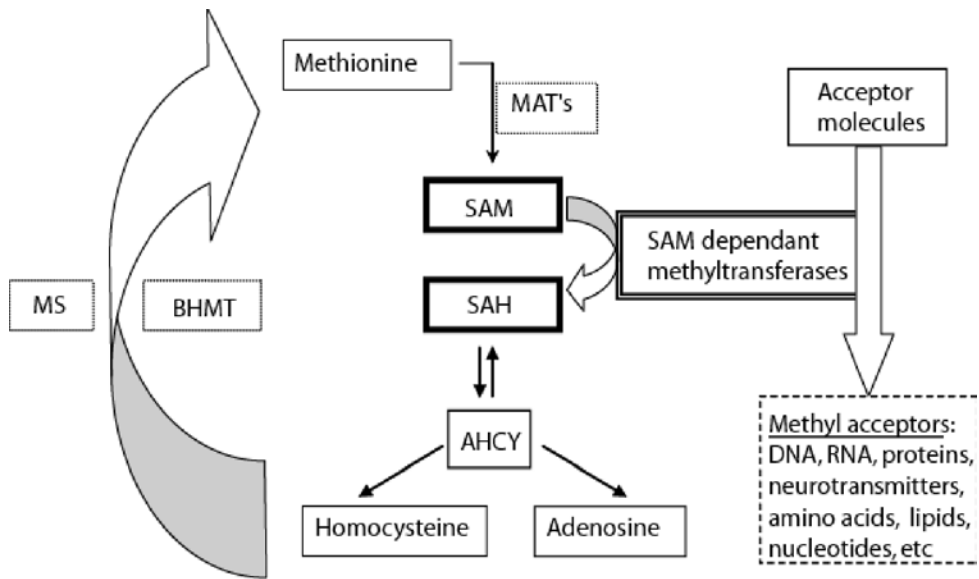 Methionine
MAT's
Acceptor
molecules
SAM
SAM dependant
methyltransferases
SAH
MS
BHMT
AHCY
Homocysteine
Adenosine
Methyl acceptors:
DNA, RNA, proteins,
neurotransmitters,
amino acids, lipids,
nucleotides, etc